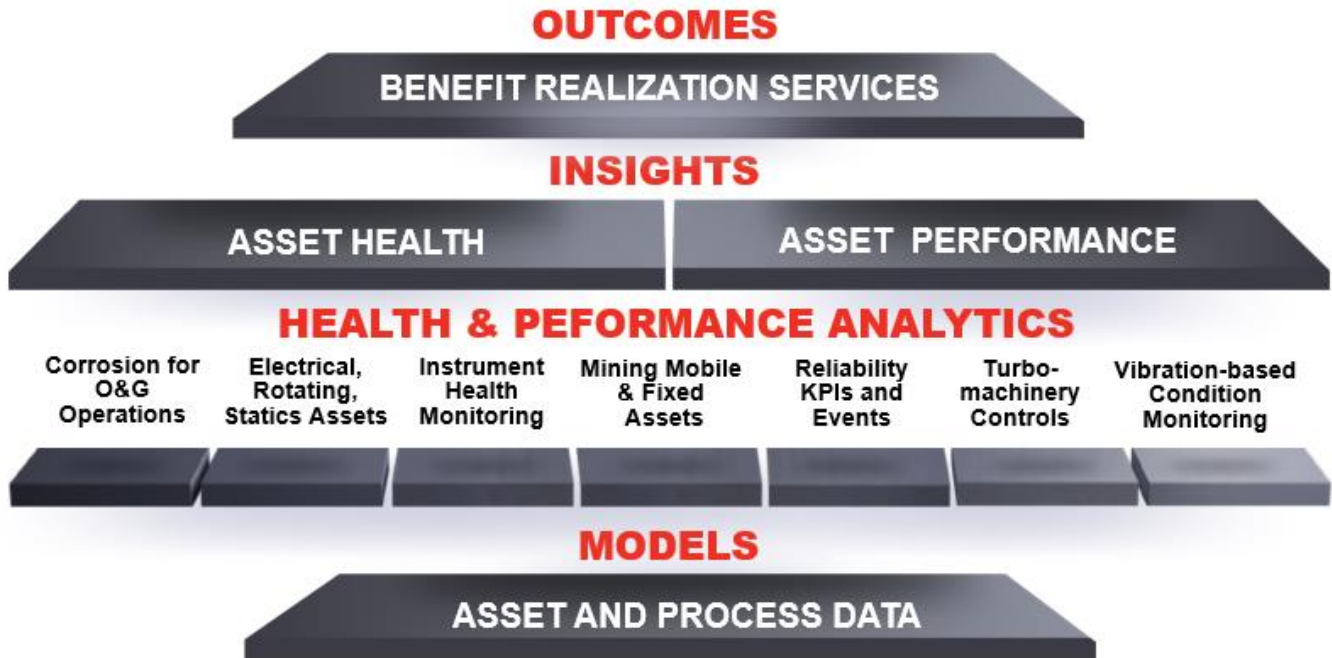 OUTCOMES
BENEFIT REALIZATION SERVICES
INSIGHTS
ASSET HEALTH
ASSET PERFORMANCE
HEALTH & PEFORMANCE ANALYTICS
Corrosion for
O&G
Operations
Electrical,
Rotating,
Statics Assets
Instrument
Health
Monitoring
Mining Mobile
& Fixed
Assets
Reliability
KPIs and
Events
Turbo-
machinery
Controls
Vibration-based
Condition
Monitoring
MODELS
ASSET AND PROCESS DATA